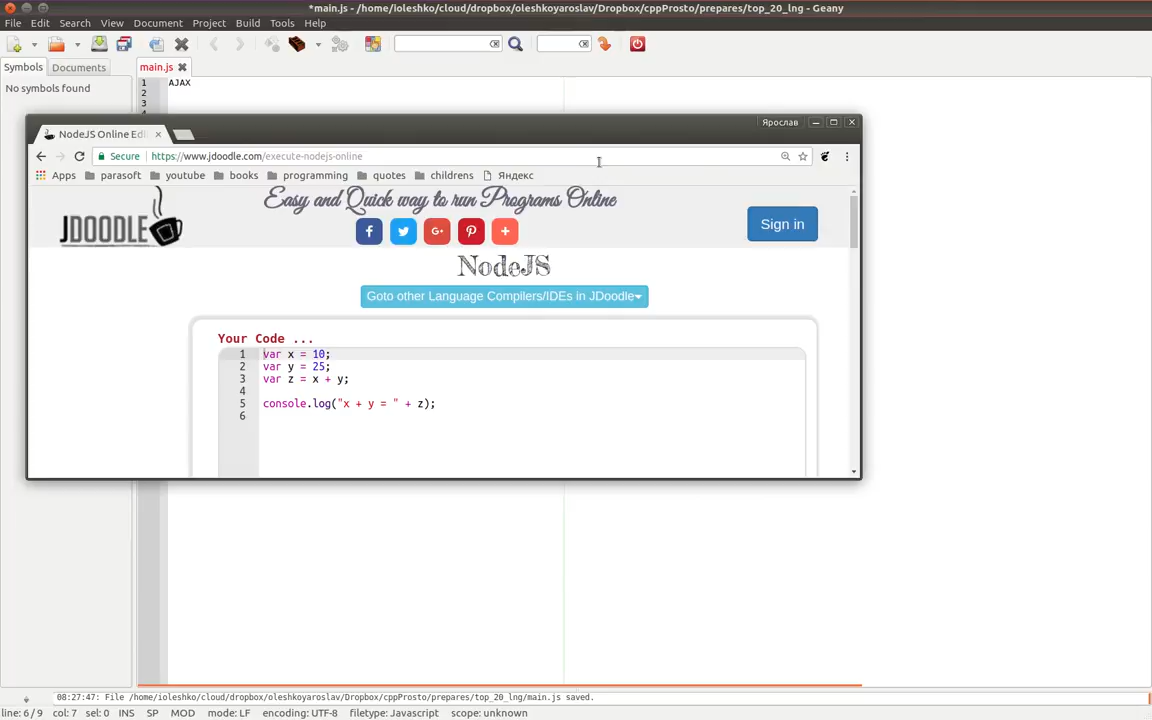 *main.js - /home/ioleshko/cloud/dropbox/oleshkoyaroslav/Dropbox/cppProsto/prepares/top_20_lng - Geany
File Edit Search View Document Project Build Tools Help
Symbols Documents main.js
No symbols found
1 AJAX
2
3
Ярослав
NodeJS Online Edi
Secure https://www.jdoodle.com/execute-nodejs-online
Apps parasoft youtube books programming quotes childrens Яндекс
Easy and Quick way to run Programs Online
JDOODLE
Sign in
NodeJS
Goto other Language Compilers/IDEs in JDoodle
Your Code ...
1 var x = 10;
2 var y = 25;
3 var z = x + y;
4
5 console.log("x + y = " + z);
6
08:27:47: File /home/ioleshko/cloud/dropbox/oleshkoyaroslav/Dropbox/cppProsto/prepares/top_20_lng/main.js saved.
line: 6 / 9 col: 7 sel: 0 INS SP MOD mode: LF encoding: UTF-8 filetype: Javascript scope: unknown